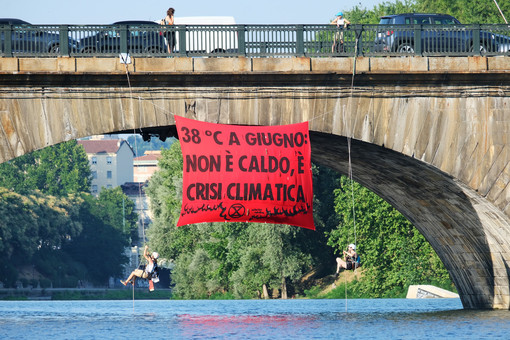 38 °C A GIUGNO:
NON È CALDO, È
CRISI CLIMATICA